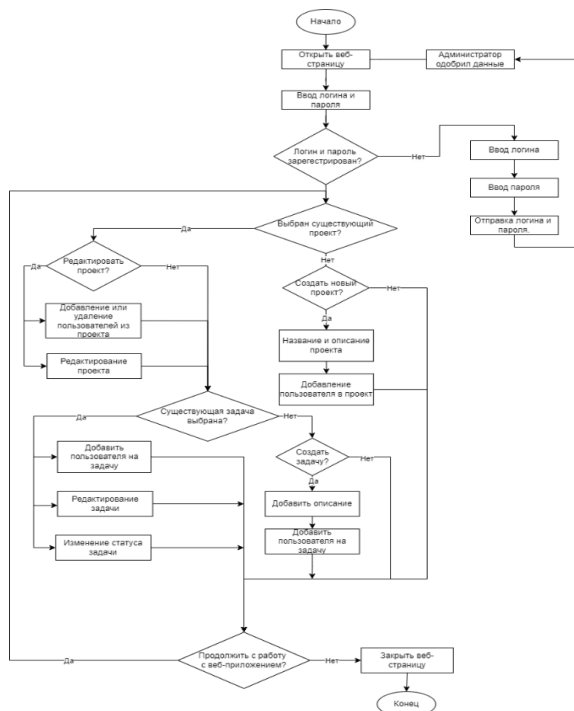 Начало
Открыть веб-
страницу
Администратор
одобрил данные
Ввод логина и
пароля
Логин и пароль
зарегестрирован?
Нет
Ввод логина
Ввод пароля
Отправка логина и
пароля.
Выбран существующий
проект?
Да
Нет
Редактировать
проект?
Да
Нет
Создать новый
проект?
Нет
Да
Добавление или
удаление
пользователей из
проекта
Название и описание
проекта
Редактирование
проекта
Добавление
пользователя в проект
Существующая задача
выбрана?
Да
Нет
Добавить
пользователя на
задачу
Создать
задачу?
Нет
Да
Редактирование
задачи
Добавить описание
Изменение статуса
задачи
Добавить
пользователя на
задачу
Продолжить с работу
с веб-приложением?
Да
Нет
Закрыть веб-
страницу
Конец